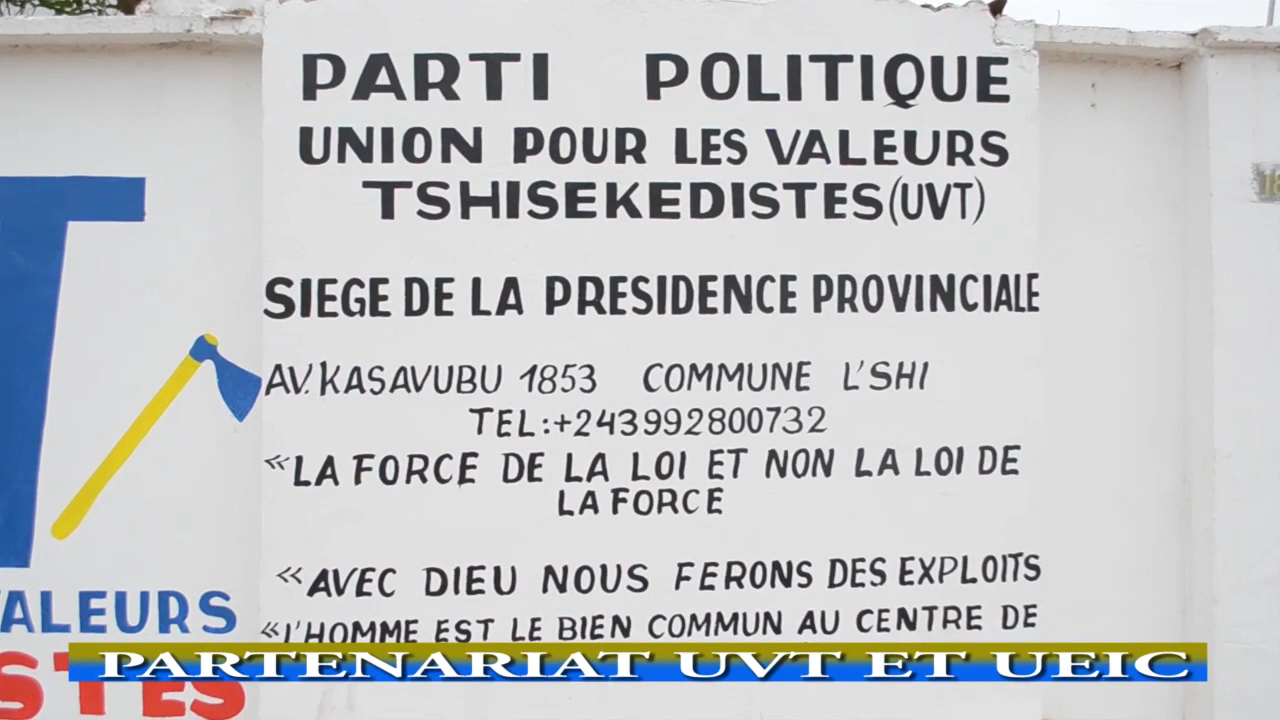 PARTI POLITIQUE
UNION POUR LES VALEURS
TSHISEKEDISTES(UVT)
SIEGE DE LA PRESIDENCE PROVINCIALE
AV.KASAVUBU 1853 COMMUNE L'SHI
TEL:+243992800732
«LA FORCE DE LA LOI ET NON LA LOI DE
LA FORCE
«AVEC DIEU NOUS FERONS DES EXPLOITS
«L'HOMME EST LE BIEN COMMUN AU CENTRE DE
T
VALEURS
STES
PARTENARIAT UVT ET UEIC